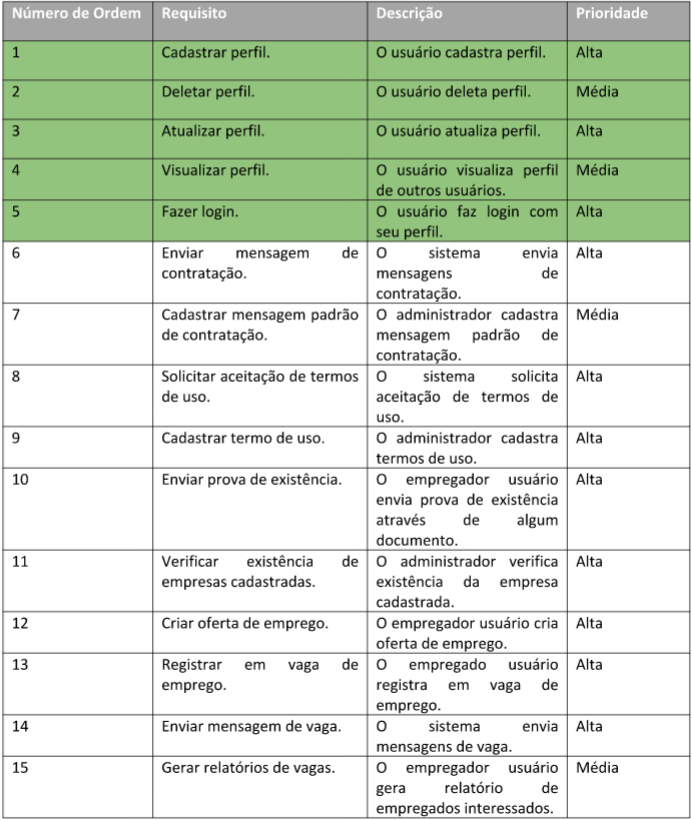 Número de Ordem Requisito Descrição Prioridade
1 Cadastrar perfil. O usuário cadastra perfil. Alta
2 Deletar perfil. O usuário deleta perfil. Média
3 Atualizar perfil. O usuário atualiza perfil. Alta
4 Visualizar perfil. O usuário visualiza perfil Média
de outros usuários.
5 Fazer login. O usuário faz login com Alta
seu perfil.
6 Enviar mensagem de O sistema envia Alta
contratação. mensagens de
contratação.
7 Cadastrar mensagem padrão O administrador cadastra Média
de contratação. mensagem padrão de
contratação.
8 Solicitar aceitação de termos O sistema solicita Alta
de uso. aceitação de termos de
uso.
9 Cadastrar termo de uso. O administrador cadastra Alta
termos de uso.
10 Enviar prova de existência. O empregador usuário Alta
envia prova de existência
através de algum
documento.
11 Verificar existência de O administrador verifica Alta
empresas cadastradas. existência da empresa
cadastrada.
12 Criar oferta de emprego. O empregador usuário cria Alta
oferta de emprego.
13 Registrar em vaga de O empregado usuário Alta
emprego. registra em vaga de
emprego.
14 Enviar mensagem de vaga. O sistema envia Alta
mensagens de vaga.
15 Gerar relatórios de vagas. O empregador usuário Média
gera relatório de
empregados interessados.